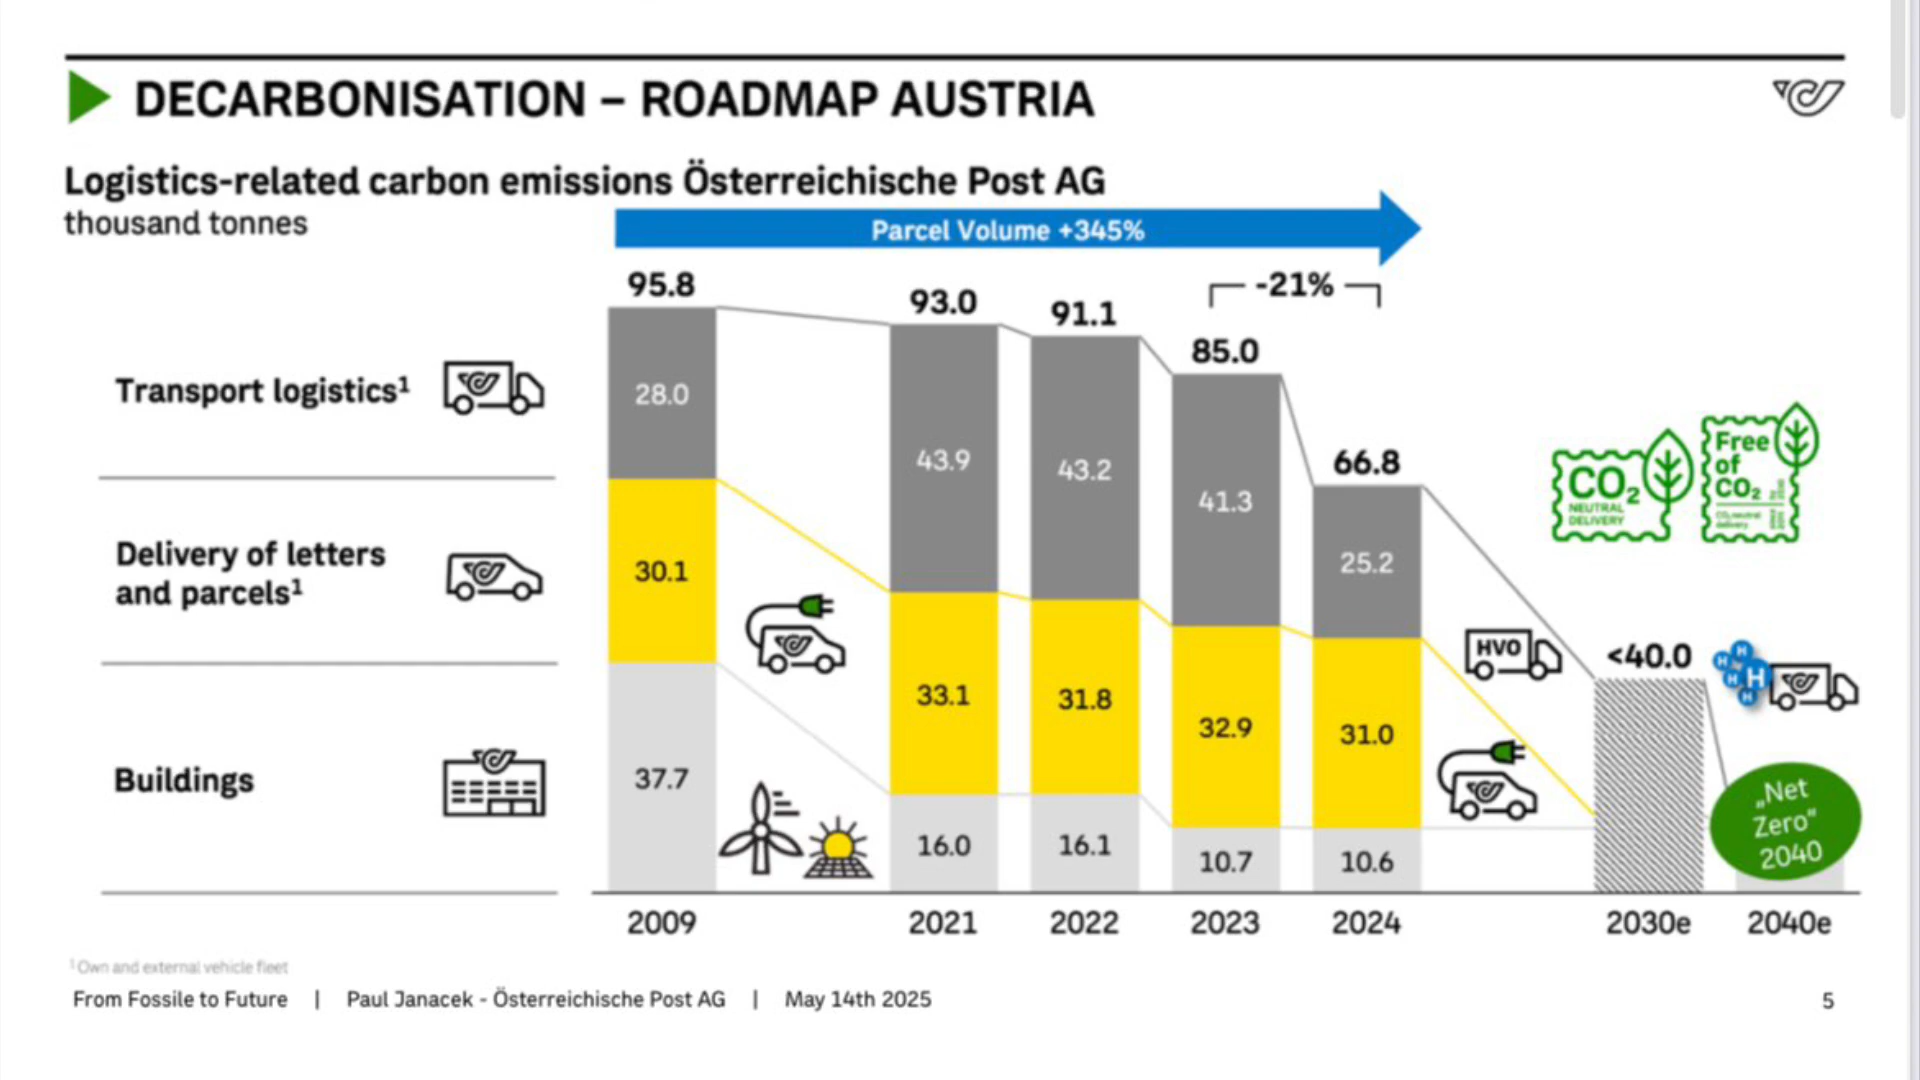 DECARBONISATION – ROADMAP AUSTRIA
Logistics-related carbon emissions Österreichische Post AG
thousand tonnes
Parcel Volume +345%
-21%
95.8
93.0
91.1
85.0
66.8
<40.0
Transport logistics¹
28.0
43.9
43.2
41.3
25.2
Delivery of letters
and parcels¹
30.1
33.1
31.8
32.9
31.0
Buildings
37.7
16.0
16.1
10.7
10.6
HVO
CO₂
NEUTRAL
DELIVERY
Free
of
CO₂
H
H
H
H
H
H
„Net
Zero"
2040
2009
2021
2022
2023
2024
2030e
2040e
¹ Own and external vehicle fleet
From Fossile to Future | Paul Janacek - Österreichische Post AG | May 14th 2025
5